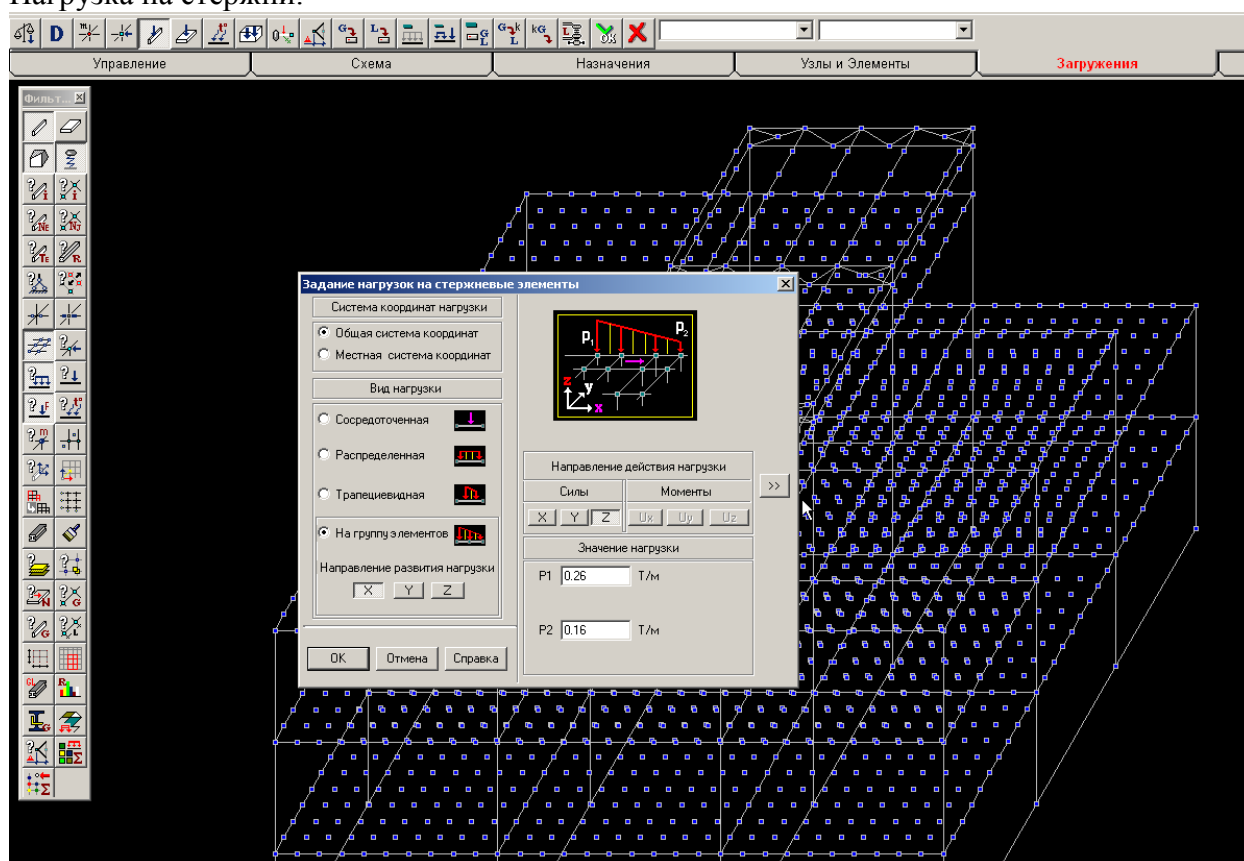 Нагрузка на стержни.
Управление
Схема
Назначения
Узлы и Элементы
Загружения
Фильт...
Задание нагрузок на стержневые элементы
Система координат нагрузки
Общая система координат
Местная система координат
Вид нагрузки
Сосредоточенная
Распределенная
Трапециевидная
На группу элементов
Направление развития нагрузки
X Y Z
OK Отмена Справка
P1 P2
z y x
Направление действия нагрузки
Силы Моменты
X Y Z Ux Uy Uz
>>
Значение нагрузки
P1 0.26 Т/м
P2 0.16 Т/м